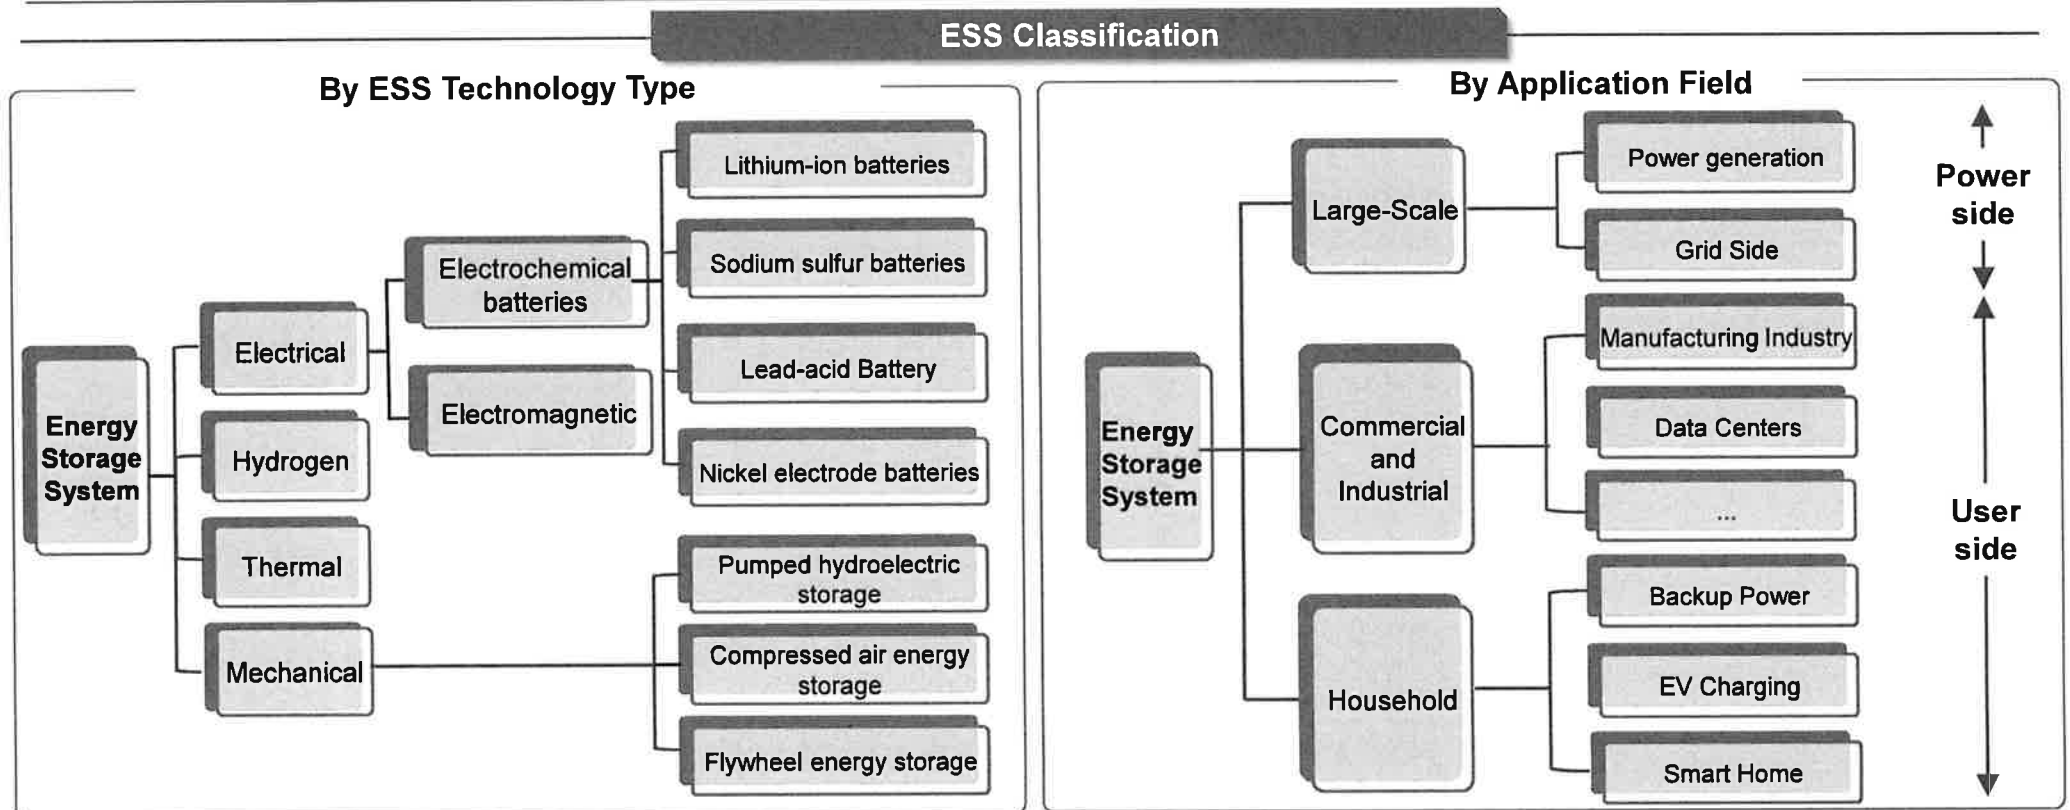 ESS Classification
By ESS Technology Type
Energy
Storage
System
Electrical
Hydrogen
Thermal
Mechanical
Electrochemical
batteries
Electromagnetic
Lithium-ion batteries
Sodium sulfur batteries
Lead-acid Battery
Nickel electrode batteries
Pumped hydroelectric
storage
Compressed air energy
storage
Flywheel energy storage
By Application Field
Energy
Storage
System
Large-Scale
Commercial
and
Industrial
Household
Power generation
Grid Side
Manufacturing Industry
Data Centers
...
Backup Power
EV Charging
Smart Home
Power
side
User
side